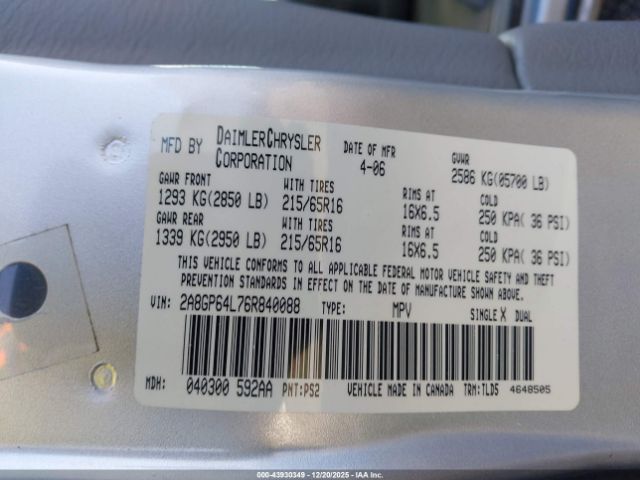 MFD BY DAIMLERCHRYSLER CORPORATION DATE OF MFR 4-06 GVWR 2586 KG(05700 LB)
GAWR FRONT WITH TIRES RIMS AT COLD
1293 KG(2850 LB) 215/65R16 16X6.5 250 KPA( 36 PSI)
GAWR REAR WITH TIRES RIMS AT COLD
1339 KG(2950 LB) 215/65R16 16X6.5 250 KPA( 36 PSI)
THIS VEHICLE CONFORMS TO ALL APPLICABLE FEDERAL MOTOR VEHICLE SAFETY AND THEFT
PREVENTION STANDARDS IN EFFECT ON THE DATE OF MANUFACTURE SHOWN ABOVE.
VIN: 2A8GP64L76R840088 TYPE: MPV SINGLE X DUAL
MDH: 040300 592AA PNT:PS2 VEHICLE MADE IN CANADA TRM:TLD5 4648505
000-43930349 - 12/20/2025 - IAAI.COM